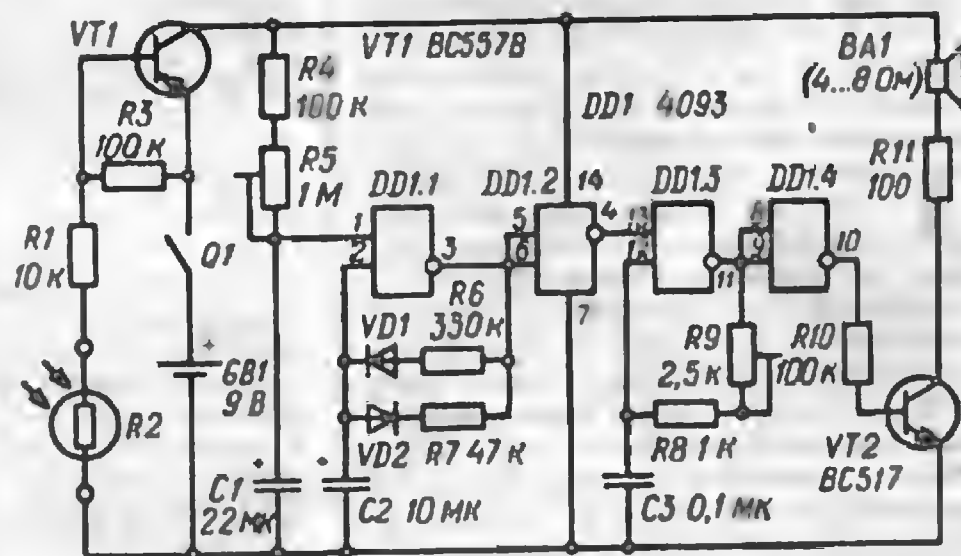 VT1
VT1 BC557B
R4
100 к
R3
100 к
R5
1 М
R1
10 к
Q1
+
GB1
9 В
R2
DD1 4093
DD1.1
DD1.2
14
DD1.3
DD1.4
1
2
3
5
6
4
7
13
11
9
10
R6
330 к
VD1
VD2
R7 47 к
R9
2,5 к
R10
100 к
R8 1 к
+
C1
22 мк
+
C2 10 мк
C3 0,1 мк
BA1
(4...8 Ом)
R11
100
VT2
BC517